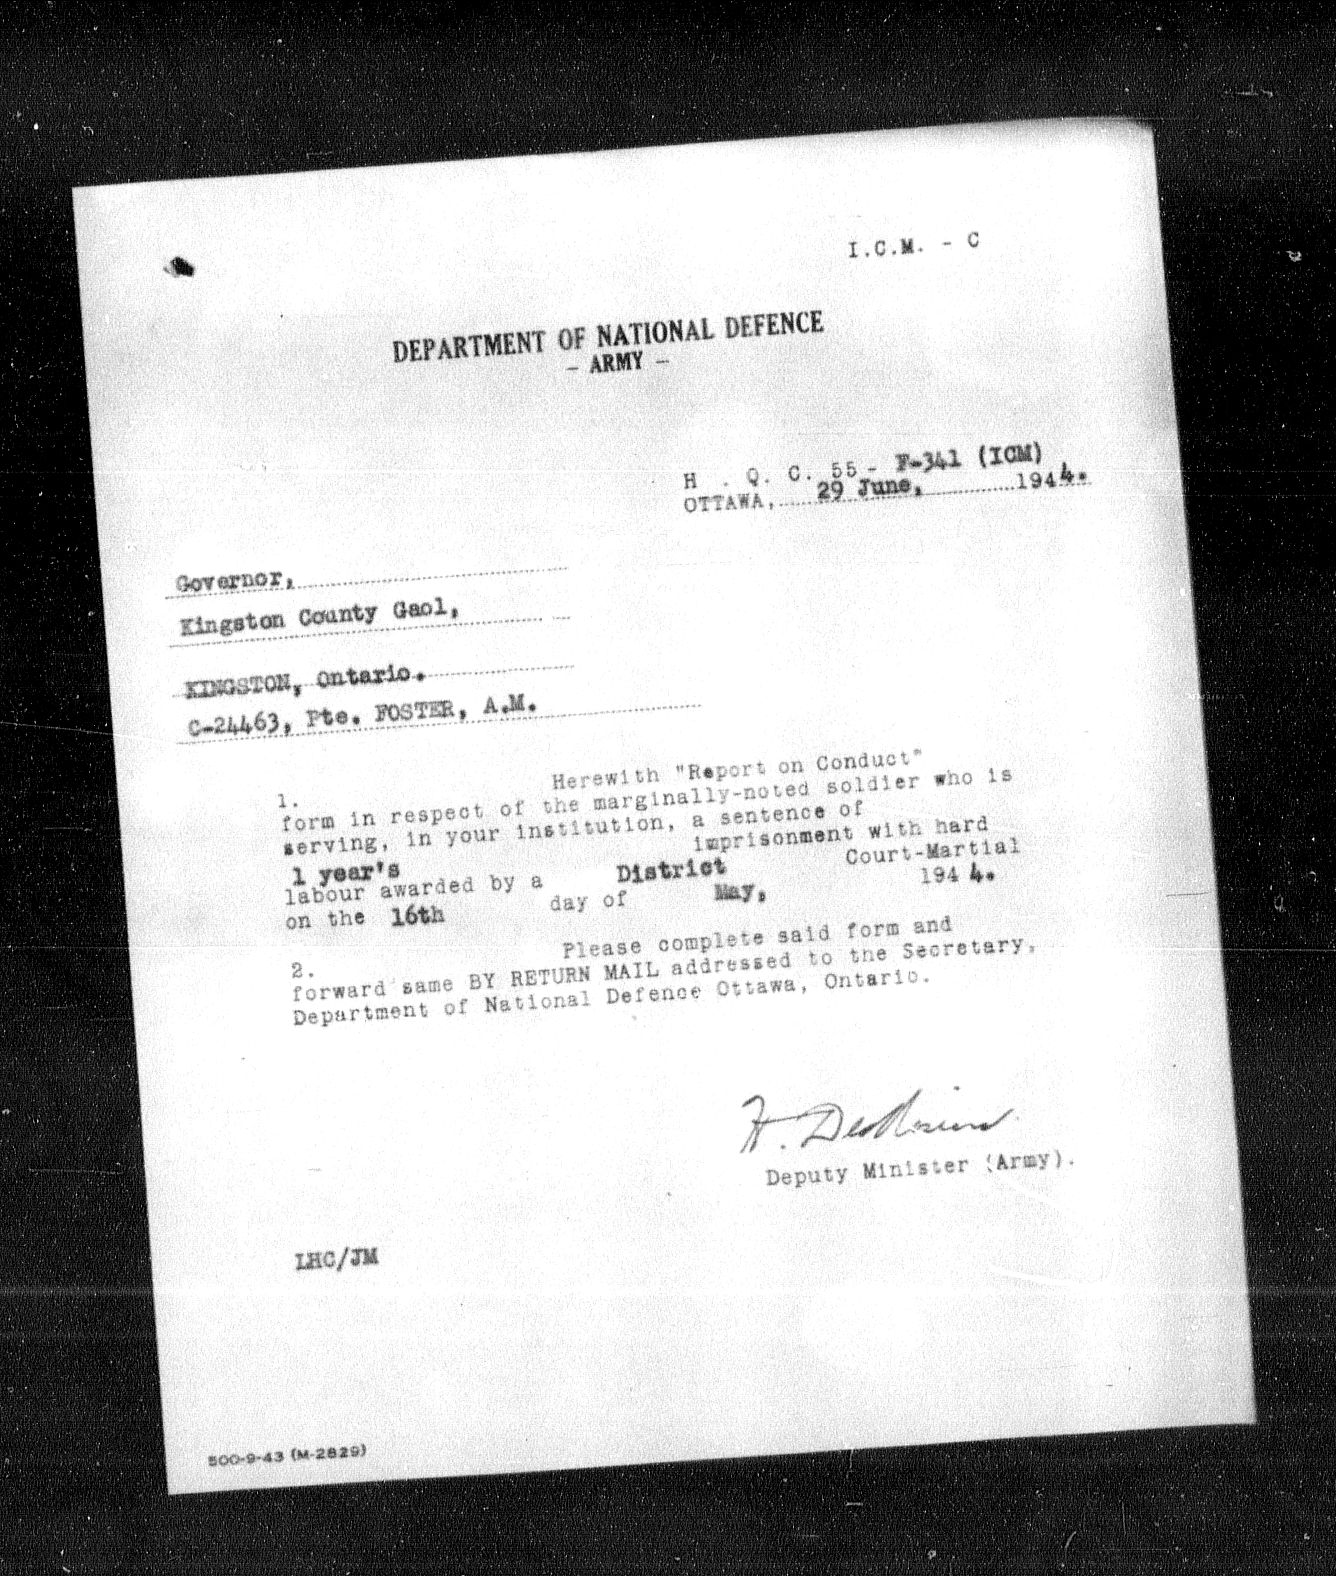 I.C.M. - C
DEPARTMENT OF NATIONAL DEFENCE
- ARMY -
H . Q. C. 55- F-341 (ICM)
OTTAWA, 29 June, 1944.
Governor,
Kingston County Gaol,
KINGSTON, Ontario.
C-24463, Pte. FOSTER, A.M.
1. Herewith "Report on Conduct"
form in respect of the marginally-noted soldier who is
serving, in your institution, a sentence of
1 year's imprisonment with hard
labour awarded by a District Court-Martial
on the 16th day of May, 1944.
2. Please complete said form and
forward same BY RETURN MAIL addressed to the Secretary,
Department of National Defence Ottawa, Ontario.
H. DesRosiers
Deputy Minister (Army).
LHC/JM
500-9-43 (M-2829)